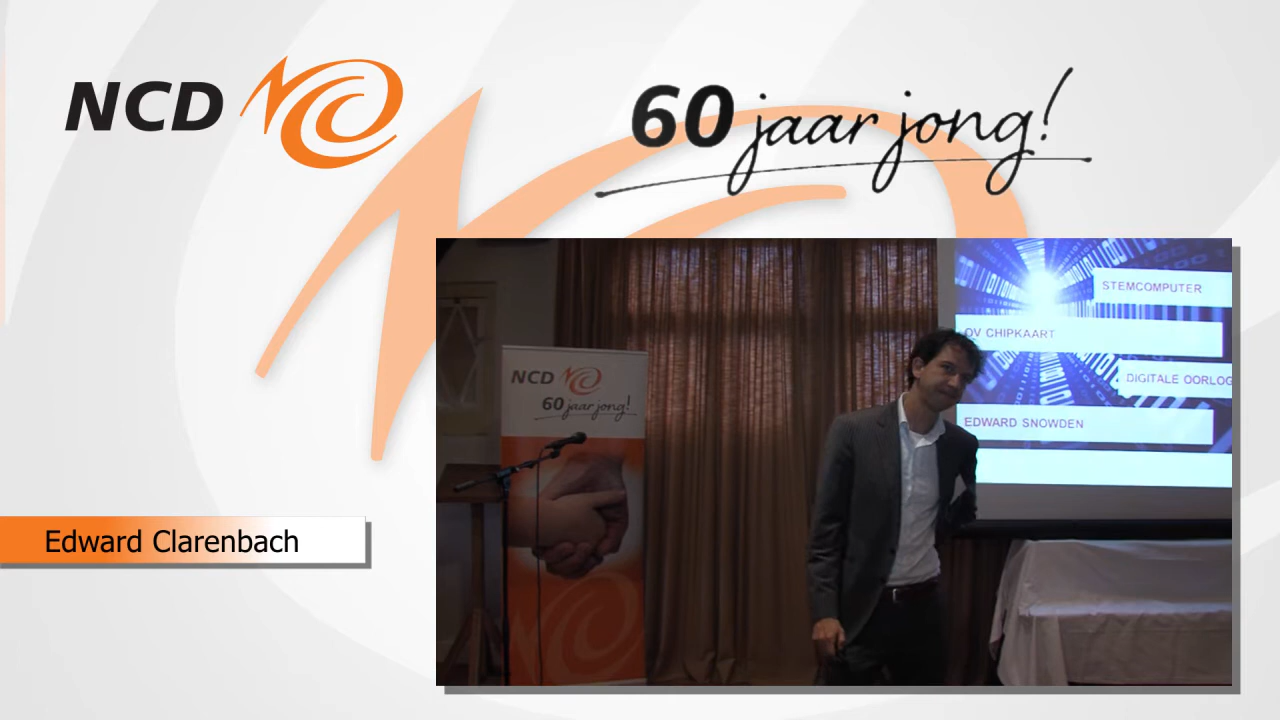 NCD
60 jaar jong!
STEMCOMPUTER
OV CHIPKAART
DIGITALE OORLOG
EDWARD SNOWDEN
NCD
60 jaar jong!
Edward Clarenbach